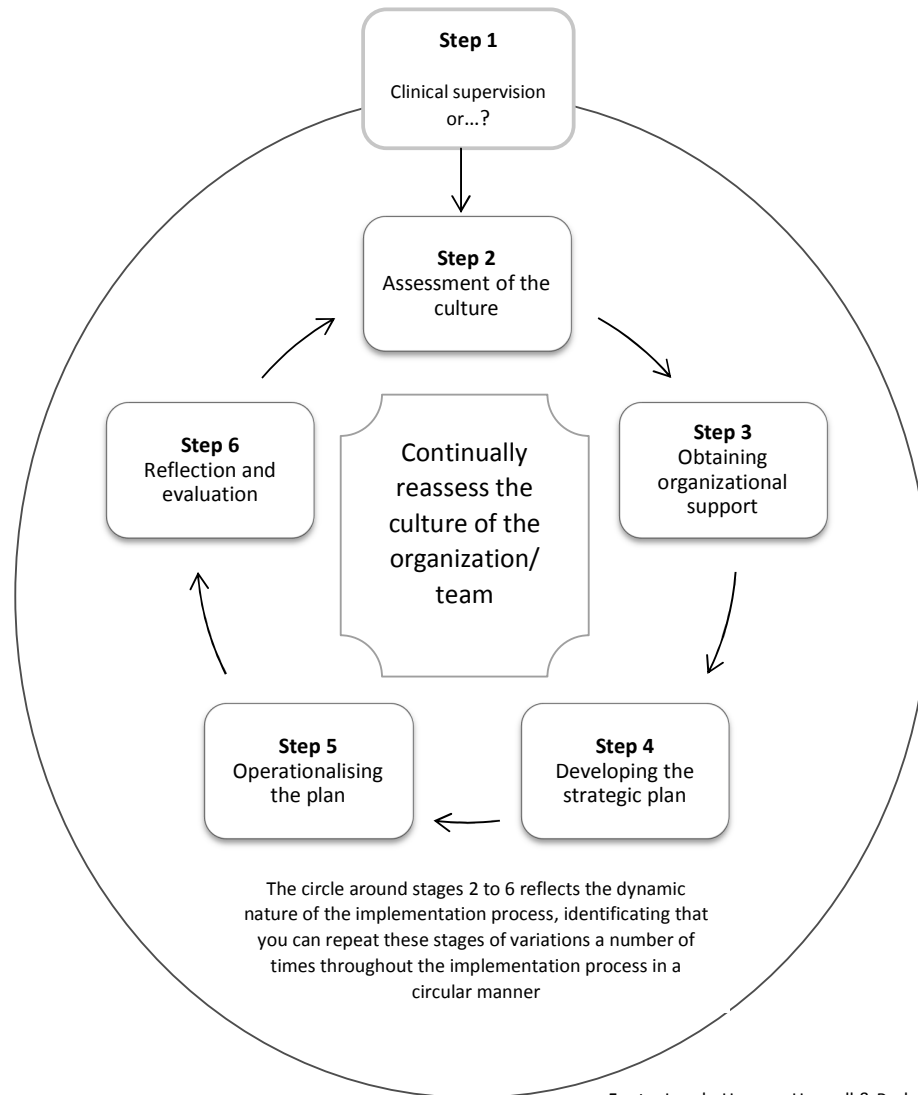 Step 1
Clinical supervision
or...?
Step 2
Assessment of the
culture
Step 3
Obtaining
organizational
support
Step 4
Developing the
strategic plan
Step 5
Operationalising
the plan
Step 6
Reflection and
evaluation
Continually
reassess the
culture of the
organization/
team
The circle around stages 2 to 6 reflects the dynamic
nature of the implementation process, identificating that
you can repeat these stages of variations a number of
times throughout the implementation process in a
circular manner